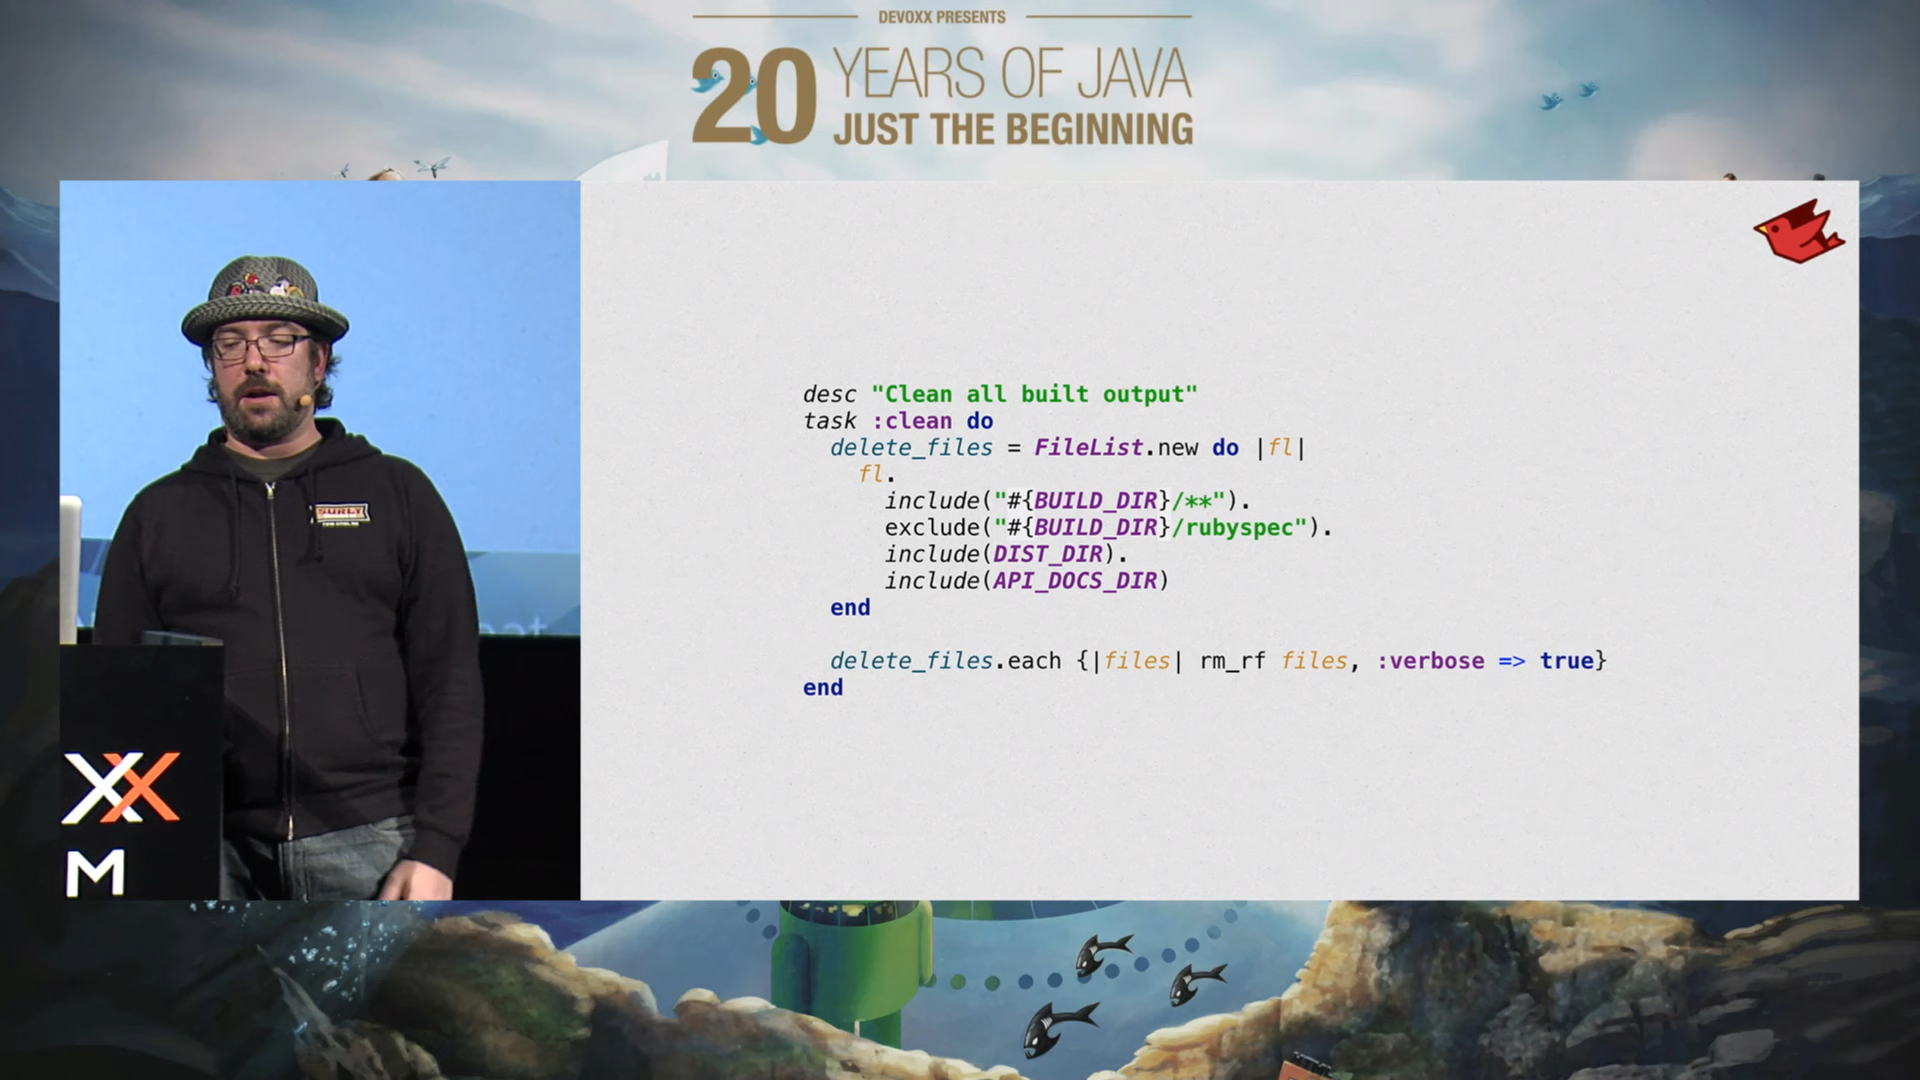 DEVOXX PRESENTS
20 YEARS OF JAVA
JUST THE BEGINNING
SURLY
XX
M
desc "Clean all built output"
task :clean do
  delete_files = FileList.new do |fl|
    fl.
      include("#{BUILD_DIR}/**").
      exclude("#{BUILD_DIR}/rubyspec").
      include(DIST_DIR).
      include(API_DOCS_DIR)
  end
  delete_files.each {|files| rm_rf files, :verbose => true}
end